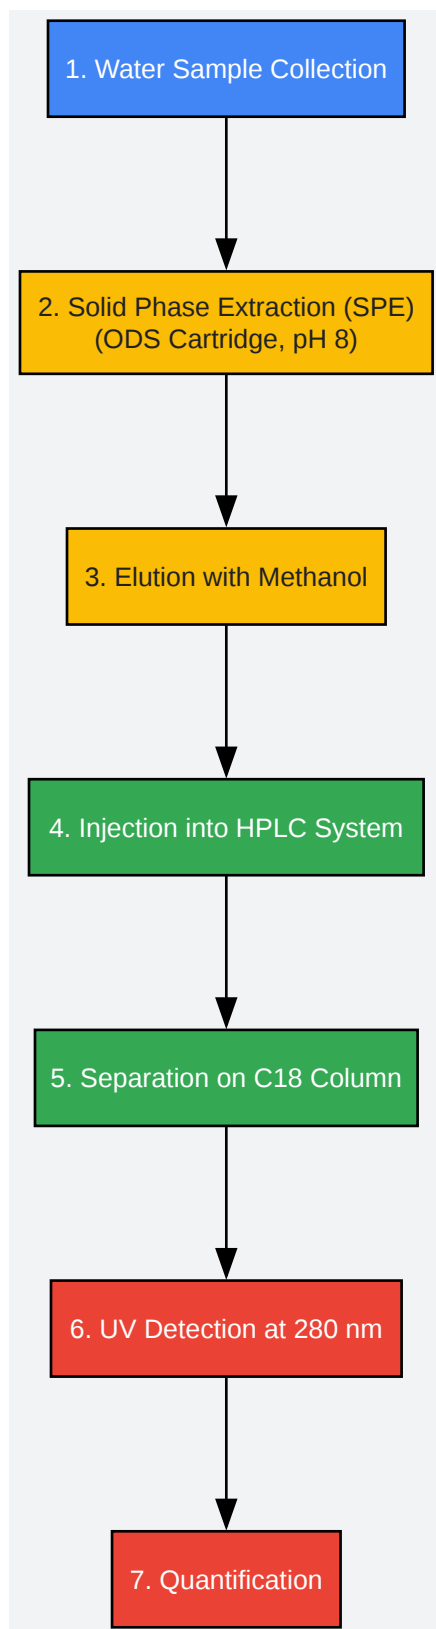 1. Water Sample Collection
2. Solid Phase Extraction (SPE)
(ODS Cartridge, pH 8)
3. Elution with Methanol
4. Injection into HPLC System
5. Separation on C18 Column
6. UV Detection at 280 nm
7. Quantification